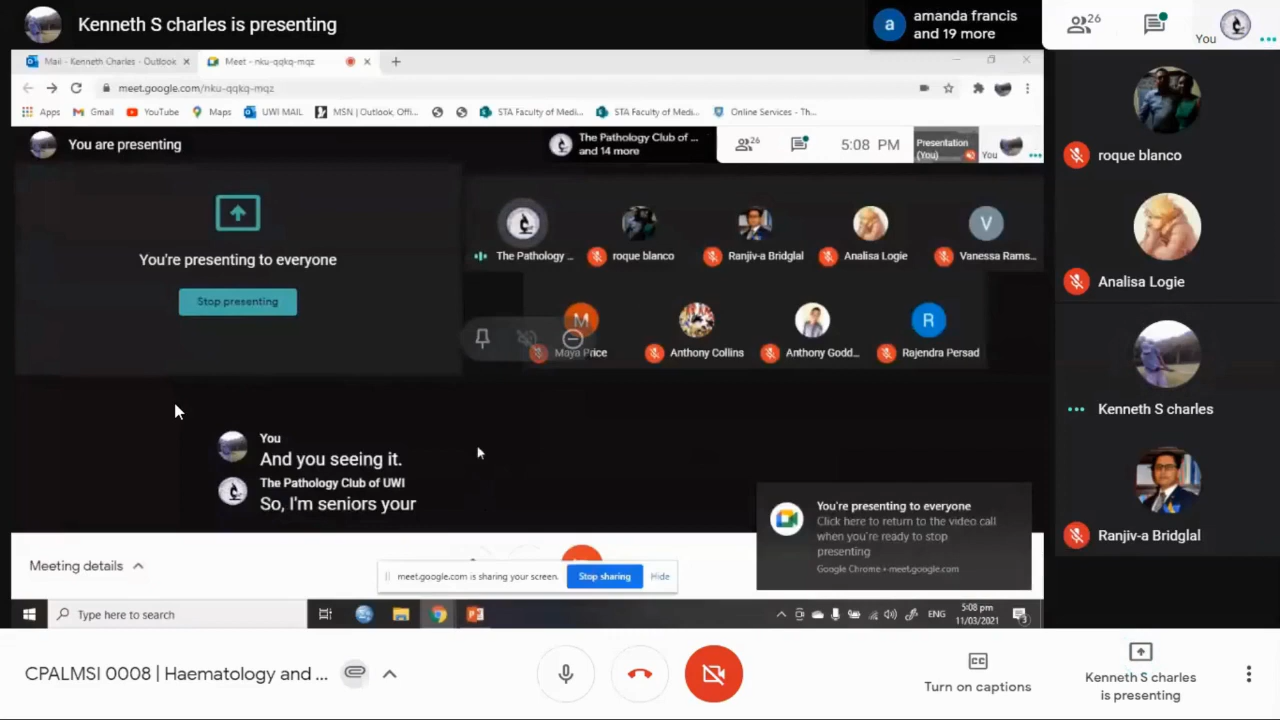 Kenneth S charles is presenting
a
amanda francis
and 19 more
26
You
Mail - Kenneth Charles - Outlook
Meet - nku-qqkq-mqz
meet.google.com/nku-qqkq-mqz
Apps
Gmail
YouTube
Maps
UWI MAIL
MSN | Outlook, Offi...
STA Faculty of Medi...
STA Faculty of Medi...
Online Services - Th...
You are presenting
The Pathology Club of ...
and 14 more
26
5:08 PM
Presentation
(You)
You
You're presenting to everyone
Stop presenting
The Pathology ...
roque blanco
Ranjiv-a Bridglal
Analisa Logie
V
Vanessa Rams...
M
Maya Price
Anthony Collins
Anthony Godd...
R
Rajendra Persad
You
And you seeing it.
The Pathology Club of UWI
So, I'm seniors your
You're presenting to everyone
Click here to return to the video call
when you're ready to stop
presenting
Google Chrome • meet.google.com
Meeting details
meet.google.com is sharing your screen.
Stop sharing
Hide
Type here to search
ENG
5:08 pm
11/03/2021
3
roque blanco
Analisa Logie
Kenneth S charles
Ranjiv-a Bridglal
CPALMSI 0008 | Haematology and ...
CC
Turn on captions
Kenneth S charles
is presenting